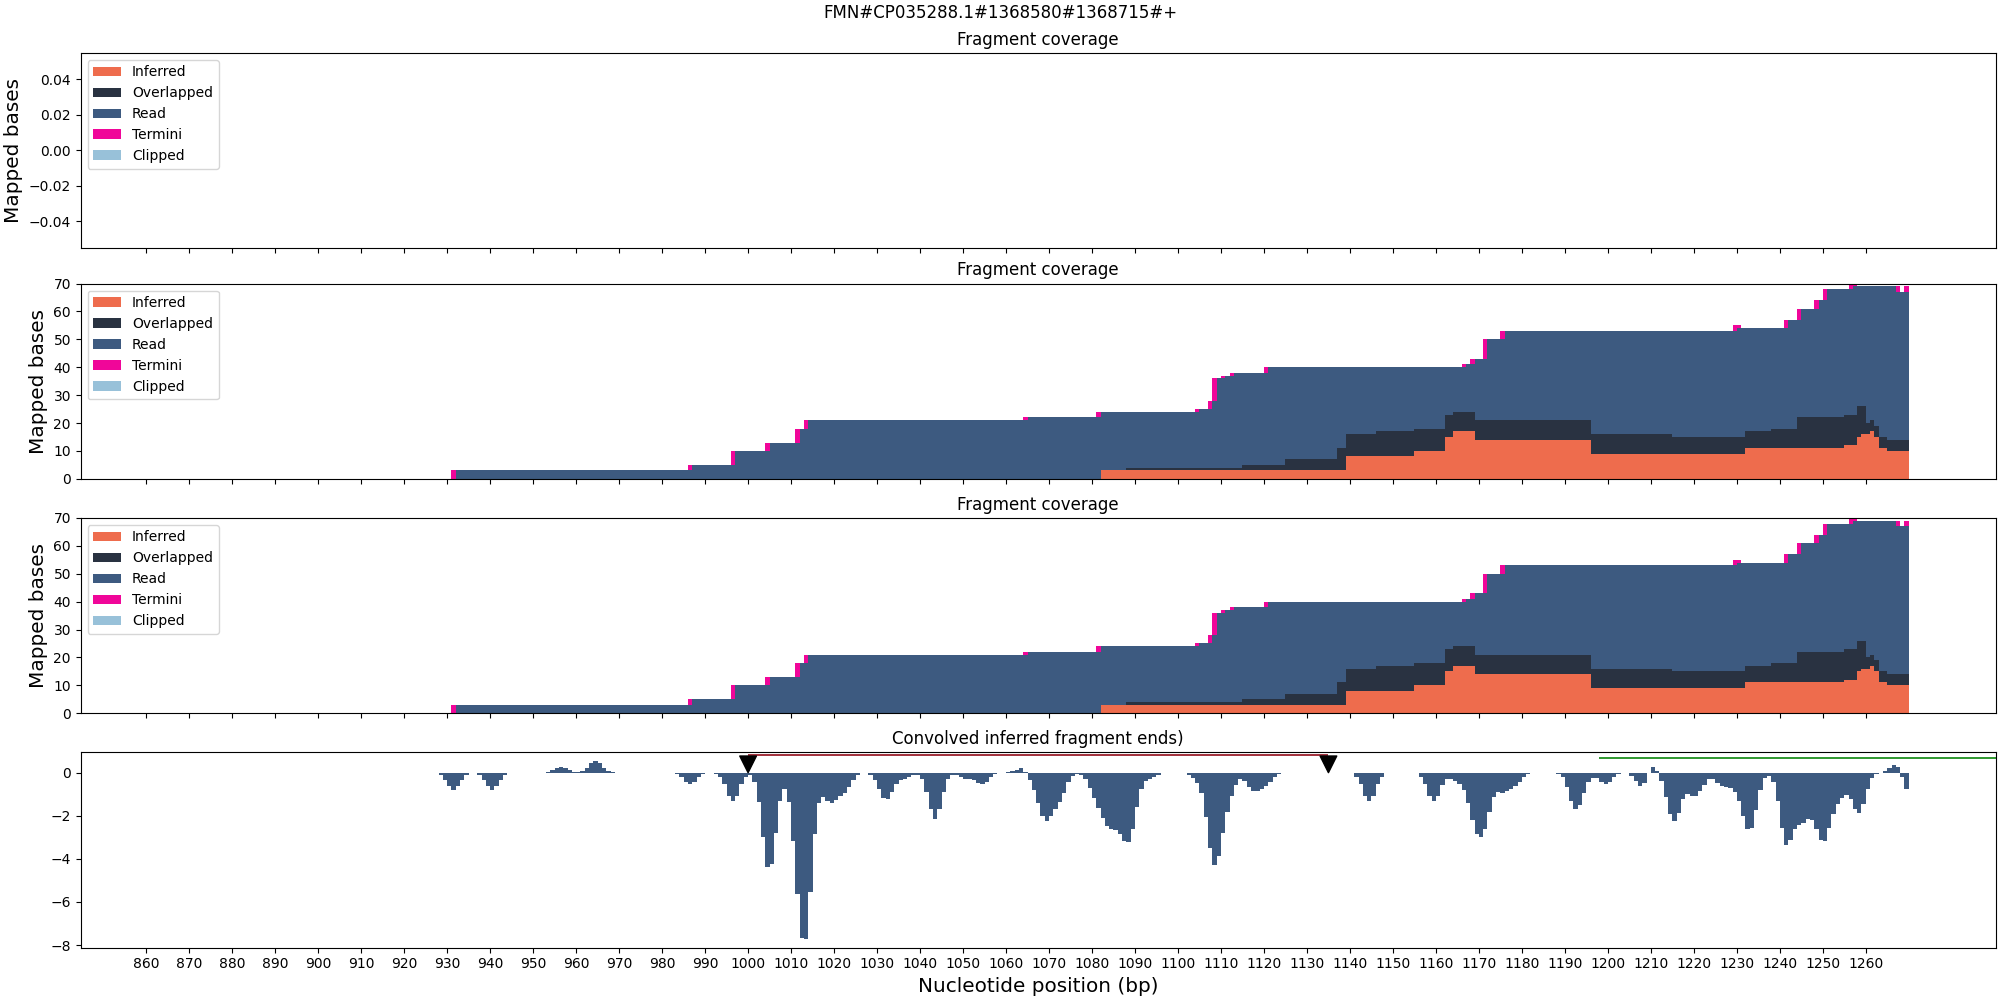 FMN#CP035288.1#1368580#1368715#+
Fragment coverage
Mapped bases
0.04
0.02
0.00
−0.02
−0.04
Inferred
Overlapped
Read
Termini
Clipped
Fragment coverage
Mapped bases
70
60
50
40
30
20
10
0
Inferred
Overlapped
Read
Termini
Clipped
Fragment coverage
Mapped bases
70
60
50
40
30
20
10
0
Inferred
Overlapped
Read
Termini
Clipped
Convolved inferred fragment ends)
0
−2
−4
−6
−8
860 870 880 890 900 910 920 930 940 950 960 970 980 990 1000 1010 1020 1030 1040 1050 1060 1070 1080 1090 1100 1110 1120 1130 1140 1150 1160 1170 1180 1190 1200 1210 1220 1230 1240 1250 1260
Nucleotide position (bp)